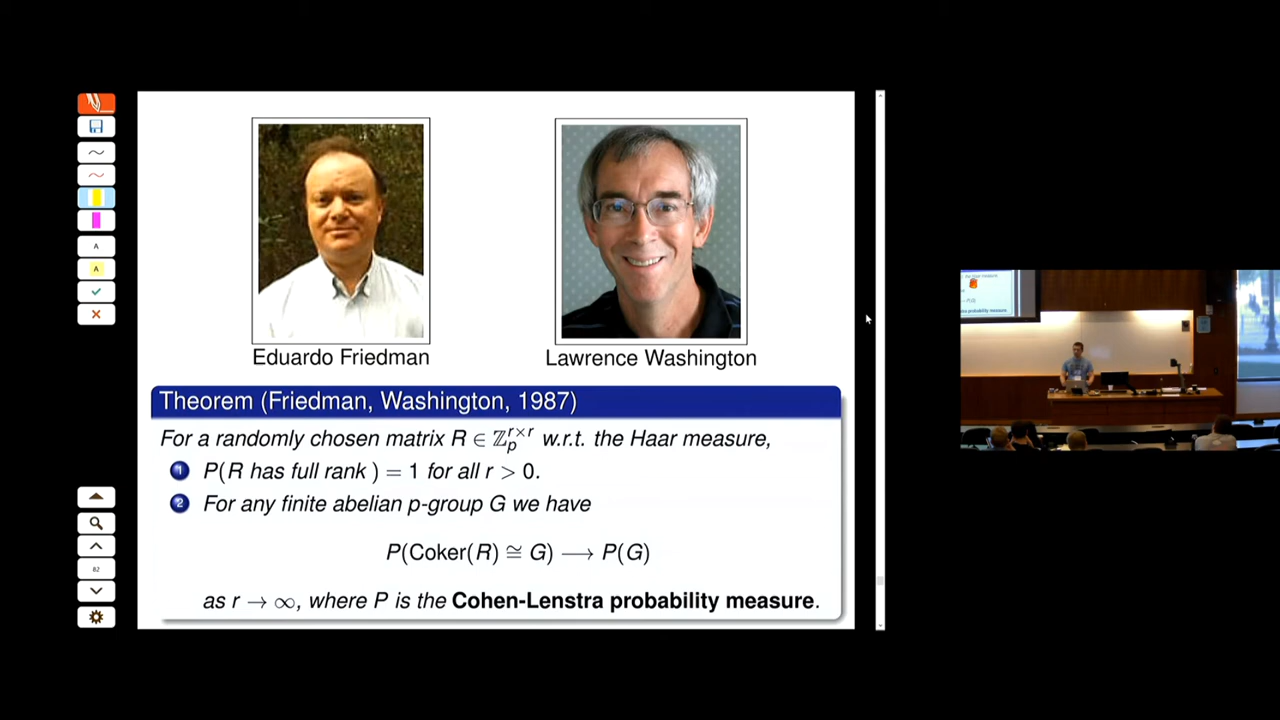 Eduardo Friedman
Lawrence Washington
Theorem (Friedman, Washington, 1987)
For a randomly chosen matrix R ∈ ℤ_p^{r×r} w.r.t. the Haar measure,
1 P(R has full rank ) = 1 for all r > 0.
2 For any finite abelian p-group G we have
P(Coker(R) ≅ G) ⟶ P(G)
as r → ∞, where P is the Cohen-Lenstra probability measure.
A
A
82